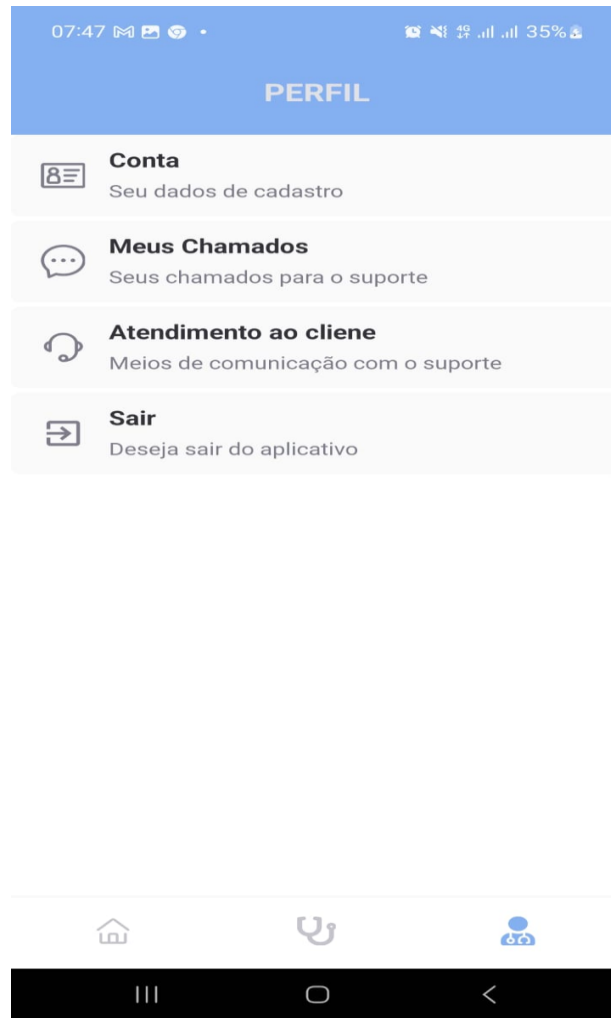 07:47
4G
35%
PERFIL
Conta
Seu dados de cadastro
Meus Chamados
Seus chamados para o suporte
Atendimento ao cliene
Meios de comunicação com o suporte
Sair
Deseja sair do aplicativo